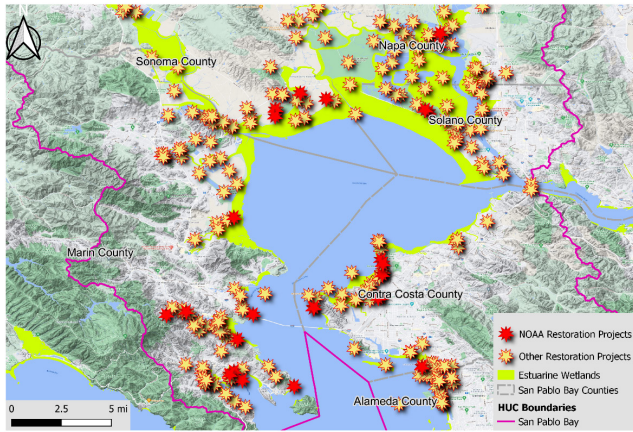 Napa County
Sonoma County
Solano County
Marin County
Contra Costa County
Alameda County
NOAA Restoration Projects
Other Restoration Projects
Estuarine Wetlands
San Pablo Bay Counties
HUC Boundaries
San Pablo Bay
0 2.5 5 mi